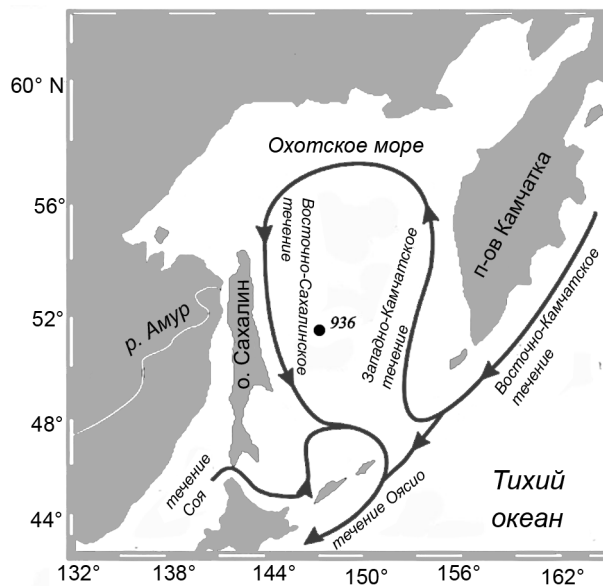 60° N
56°
52°
48°
44°
132°
138°
144°
150°
156°
162°
Охотское море
п-ов Камчатка
Восточно-Сахалинское
течение
Западно-Камчатское
течение
Восточно-Камчатское
течение
936
р. Амур
о. Сахалин
течение
Соя
течение Оясио
Тихий
океан